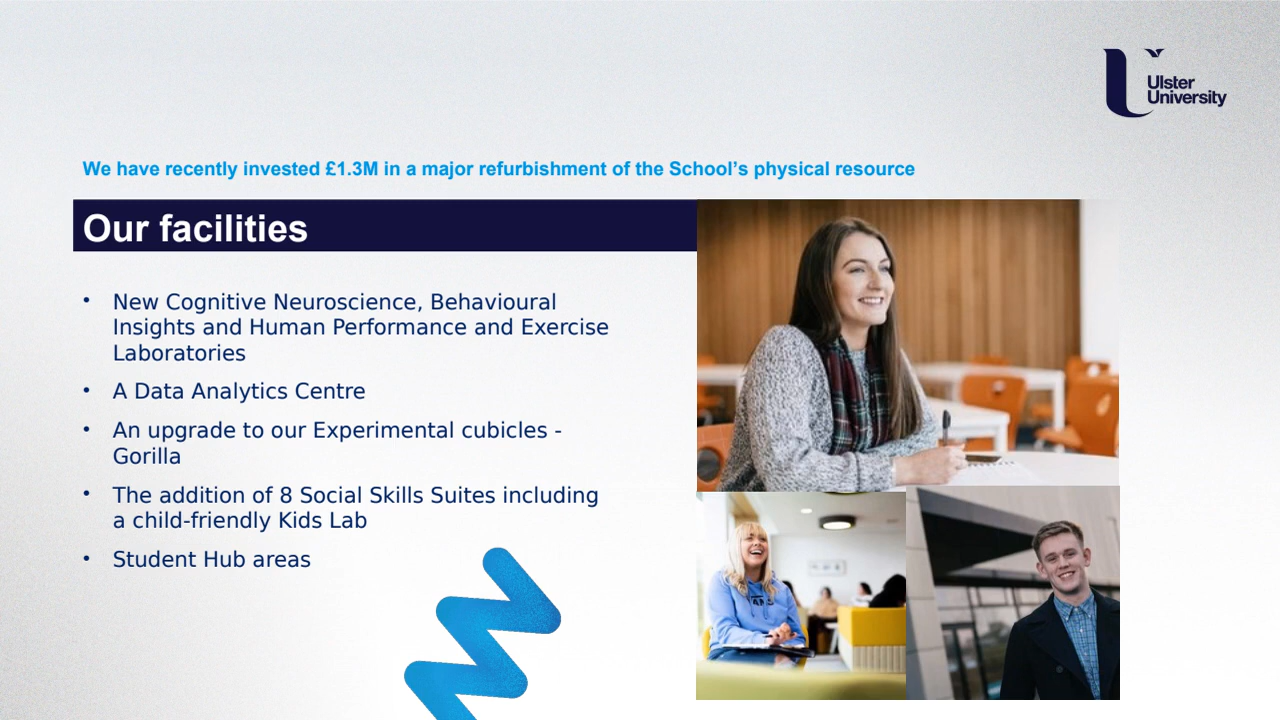 Ulster
University
We have recently invested £1.3M in a major refurbishment of the School’s physical resource
Our facilities
• New Cognitive Neuroscience, Behavioural
Insights and Human Performance and Exercise
Laboratories
• A Data Analytics Centre
• An upgrade to our Experimental cubicles -
Gorilla
• The addition of 8 Social Skills Suites including
a child-friendly Kids Lab
• Student Hub areas